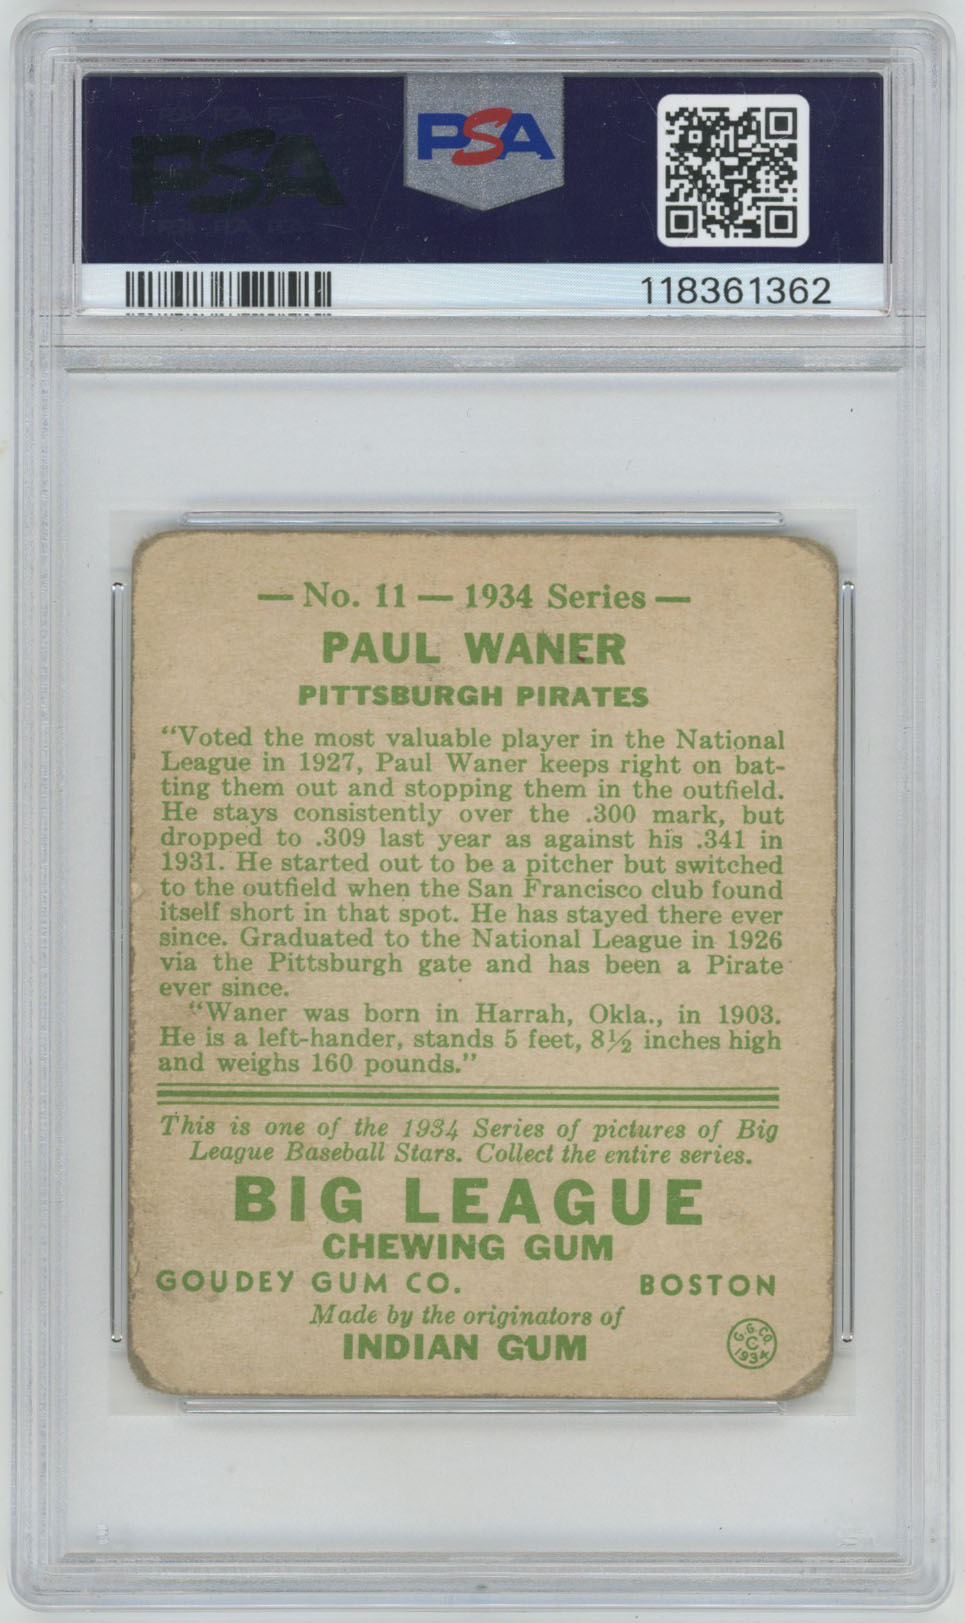 PSA
PSA
118361362
— No. 11 — 1934 Series —
PAUL WANER
PITTSBURGH PIRATES
“Voted the most valuable player in the National
League in 1927, Paul Waner keeps right on bat-
ting them out and stopping them in the outfield.
He stays consistently over the .300 mark, but
dropped to .309 last year as against his .341 in
1931. He started out to be a pitcher but switched
to the outfield when the San Francisco club found
itself short in that spot. He has stayed there ever
since. Graduated to the National League in 1926
via the Pittsburgh gate and has been a Pirate
ever since.
“Waner was born in Harrah, Okla., in 1903.
He is a left-hander, stands 5 feet, 8½ inches high
and weighs 160 pounds.”
This is one of the 1934 Series of pictures of Big
League Baseball Stars. Collect the entire series.
BIG LEAGUE
CHEWING GUM
GOUDEY GUM CO. BOSTON
Made by the originators of
INDIAN GUM
G.G.CO.
C
1934